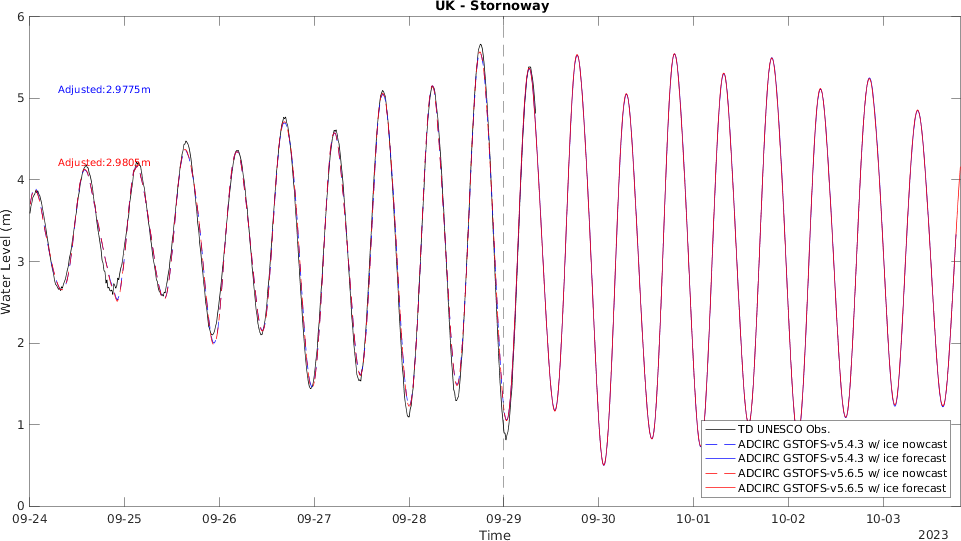 UK - Stornoway
6
5
4
3
2
1
0
Water Level (m)
Adjusted:2.9775m
Adjusted:2.9805m
TD UNESCO Obs.
ADCIRC GSTOFS-v5.4.3 w/ ice nowcast
ADCIRC GSTOFS-v5.4.3 w/ ice forecast
ADCIRC GSTOFS-v5.6.5 w/ ice nowcast
ADCIRC GSTOFS-v5.6.5 w/ ice forecast
09-24 09-25 09-26 09-27 09-28 09-29 09-30 10-01 10-02 10-03
Time
2023